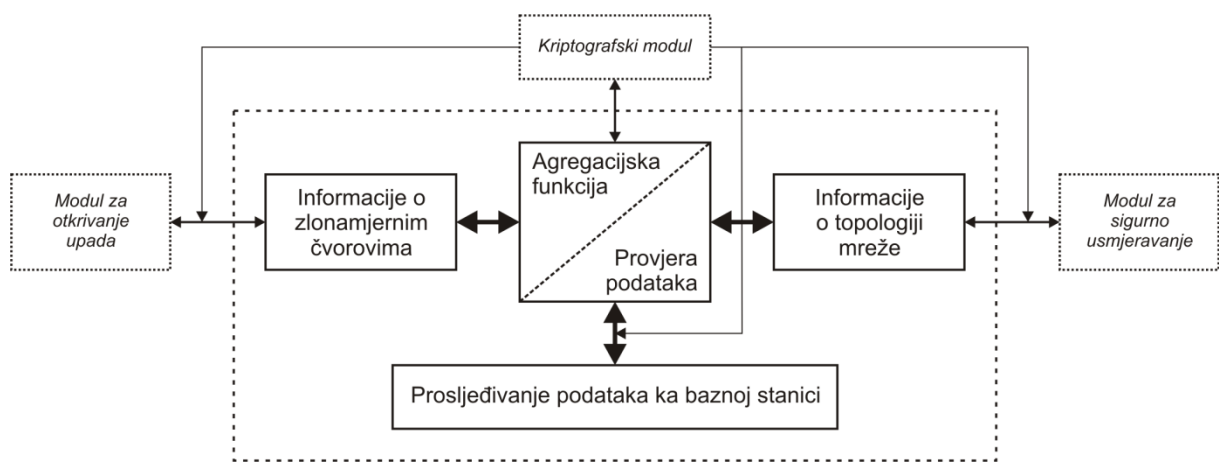 Kriptografski modul
Modul za
otkrivanje
upada
Informacije o
zlonamjernim
čvorovima
Agregacijska
funkcija
Provjera
podataka
Informacije
o topologiji
mreže
Modul za
sigurno
usmjeravanje
Prosljeđivanje podataka ka baznoj stanici